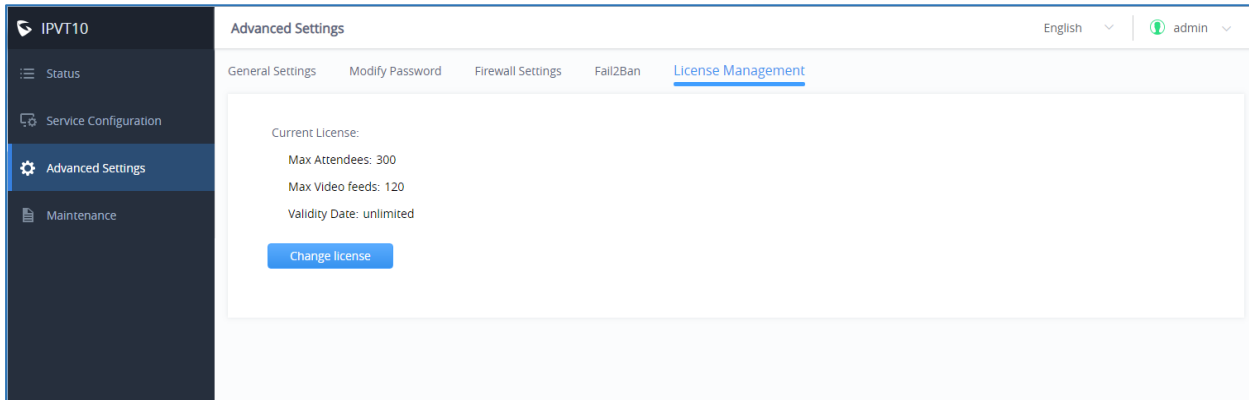 IPVT10
Advanced Settings
English
admin
Status
Service Configuration
Advanced Settings
Maintenance
General Settings Modify Password Firewall Settings Fail2Ban License Management
Current License:
Max Attendees: 300
Max Video feeds: 120
Validity Date: unlimited
Change license